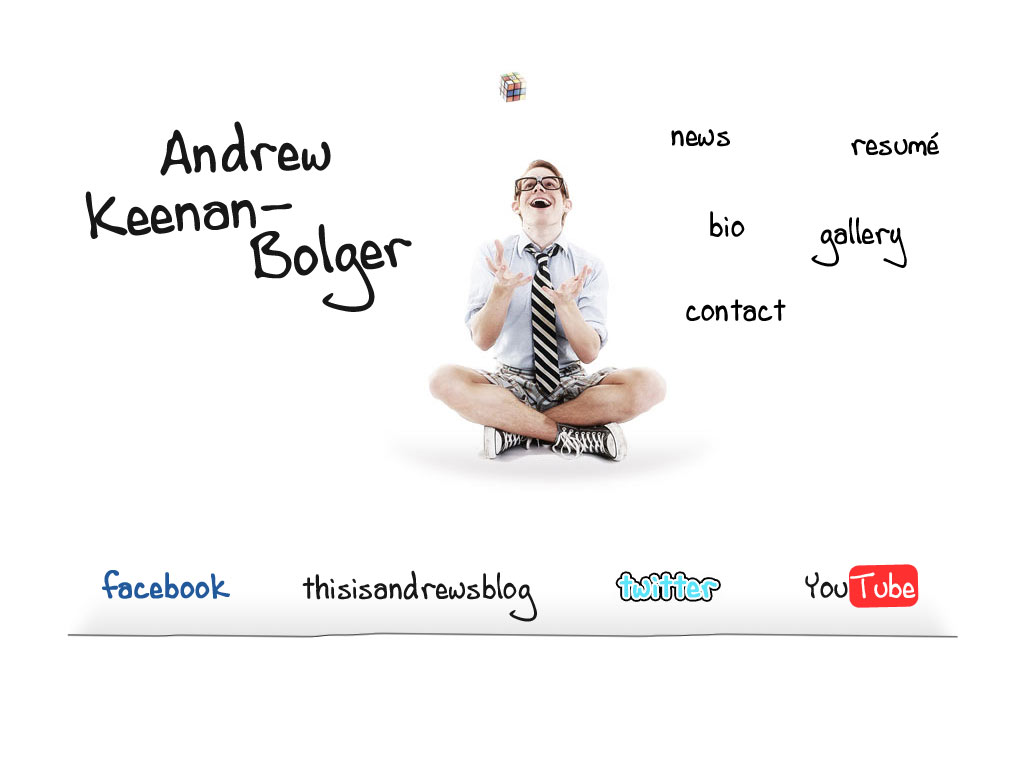 Andrew
Keenan-
Bolger
news
resumé
bio
gallery
contact
facebook
thisisandrewsblog
twitter
YouTube